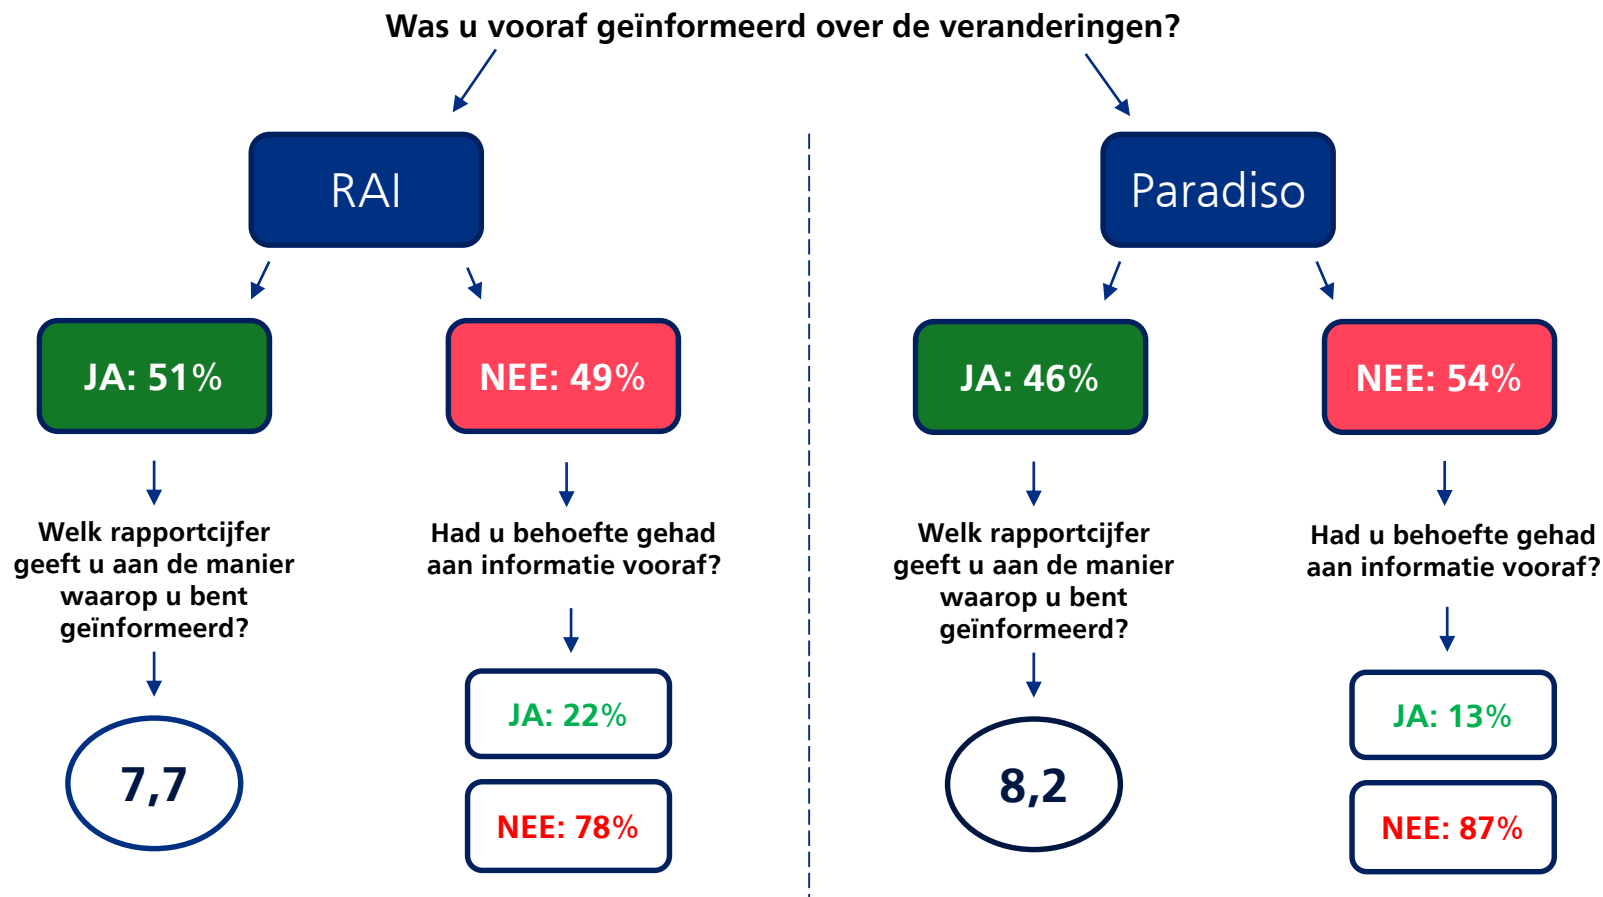 Was u vooraf geïnformeerd over de veranderingen?
RAI
JA: 51%
NEE: 49%
Welk rapportcijfer
geeft u aan de manier
waarop u bent
geïnformeerd?
7,7
Had u behoefte gehad
aan informatie vooraf?
JA: 22%
NEE: 78%
Paradiso
JA: 46%
NEE: 54%
Welk rapportcijfer
geeft u aan de manier
waarop u bent
geïnformeerd?
8,2
Had u behoefte gehad
aan informatie vooraf?
JA: 13%
NEE: 87%